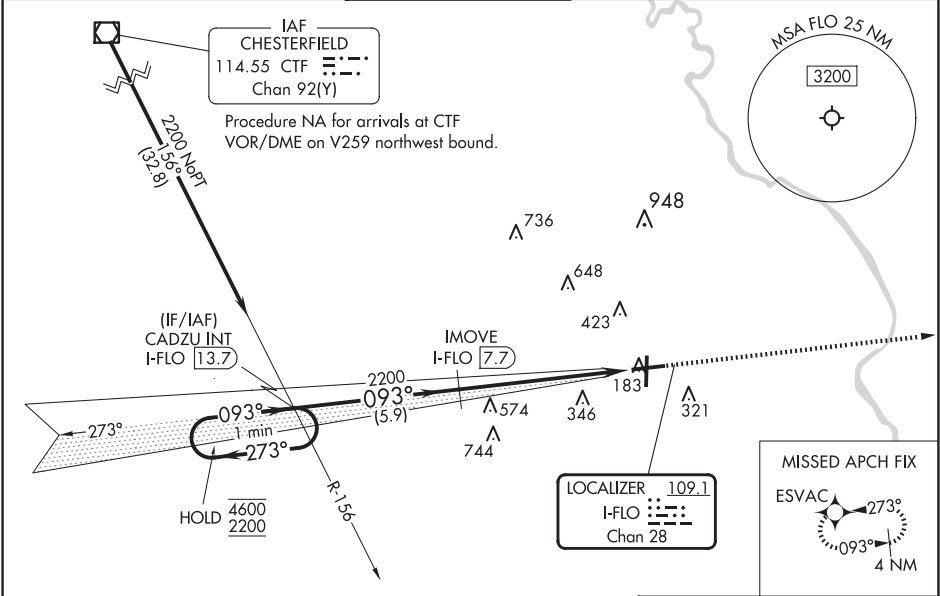 IAF
CHESTERFIELD
114.55 CTF
Chan 92(Y)
Procedure NA for arrivals at CTF
VOR/DME on V259 northwest bound.
MSA FLO 25 NM
3200
2200 NoPT
156°
(32.8)
736
948
648
423
(IF/IAF)
CADZU INT
I-FLO 13.7
IMOVE
I-FLO 7.7
2200
093°
093°
(5.9)
273°
1 min
273°
574
744
346
183
321
HOLD 4600
2200
R-156
LOCALIZER 109.1
I-FLO
Chan 28
MISSED APCH FIX
ESVAC
273°
093°
4 NM